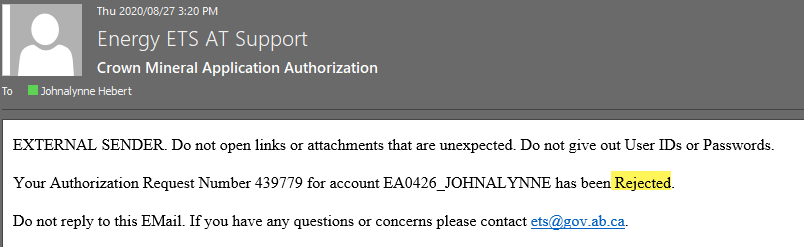 Thu 2020/08/27 3:20 PM
Energy ETS AT Support
Crown Mineral Application Authorization
To Johnalynne Hebert
EXTERNAL SENDER. Do not open links or attachments that are unexpected. Do not give out User IDs or Passwords.
Your Authorization Request Number 439779 for account EA0426_JOHNALYNNE has been Rejected.
Do not reply to this EMail. If you have any questions or concerns please contact ets@gov.ab.ca.